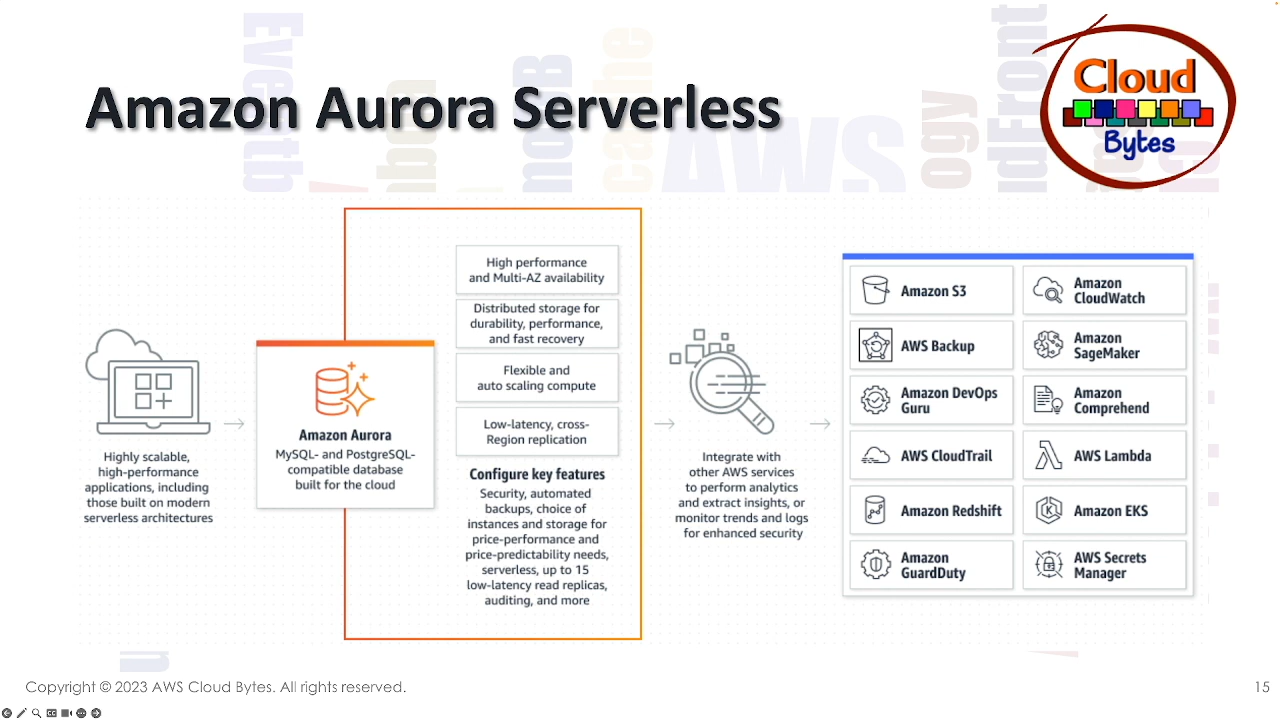 Amazon Aurora Serverless
Cloud
Bytes
Eventb
AWS
Highly scalable,
high-performance
applications, including
those built on modern
serverless architectures
Amazon Aurora
MySQL- and PostgreSQL-
compatible database
built for the cloud
High performance
and Multi-AZ availability
Distributed storage for
durability, performance,
and fast recovery
Flexible and
auto scaling compute
Low-latency, cross-
Region replication
Configure key features
Security, automated
backups, choice of
instances and storage for
price-performance and
price-predictability needs,
serverless, up to 15
low-latency read replicas,
auditing, and more
Integrate with
other AWS services
to perform analytics
and extract insights, or
monitor trends and logs
for enhanced security
Amazon S3
Amazon
CloudWatch
AWS Backup
Amazon
SageMaker
Amazon DevOps
Guru
Amazon
Comprehend
AWS CloudTrail
AWS Lambda
Amazon Redshift
Amazon EKS
Amazon
GuardDuty
AWS Secrets
Manager
Copyright © 2023 AWS Cloud Bytes. All rights reserved.
15